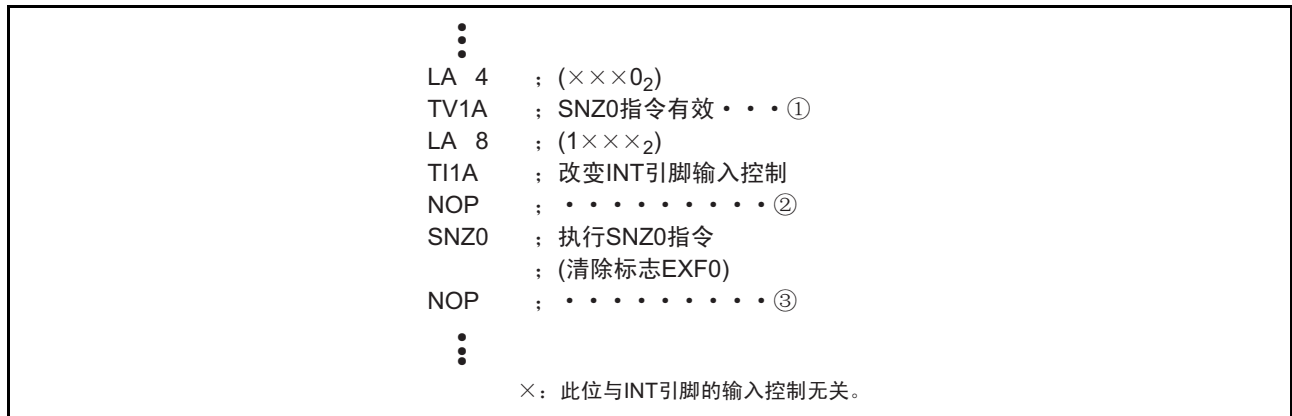 LA 4 ；(×××0₂)
TV1A ；SNZ0指令有效・・・①
LA 8 ；(1×××₂)
TI1A ；改变INT引脚输入控制
NOP ；・・・・・・・・・②
SNZ0 ；执行SNZ0指令
；(清除标志EXF0)
NOP ；・・・・・・・・・③
×：此位与INT引脚的输入控制无关。